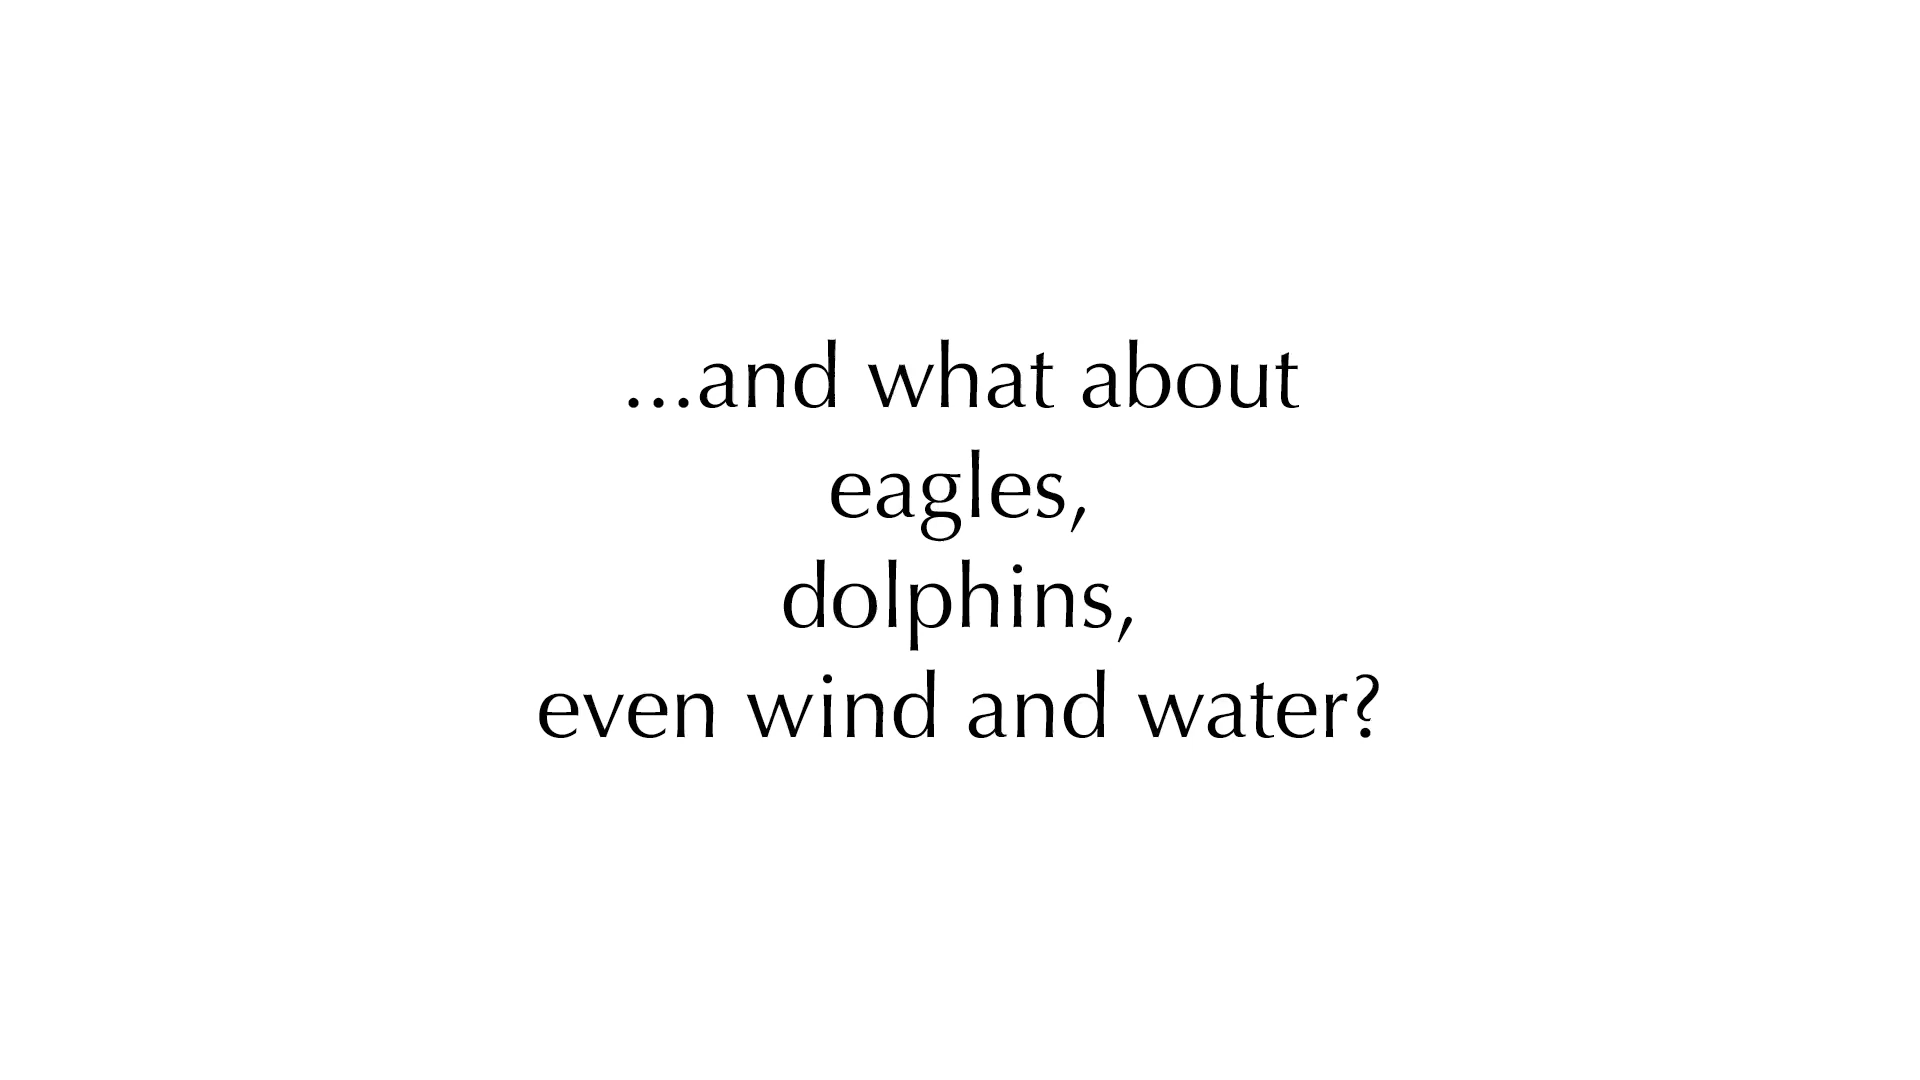 ...and what about
eagles,
dolphins,
even wind and water?